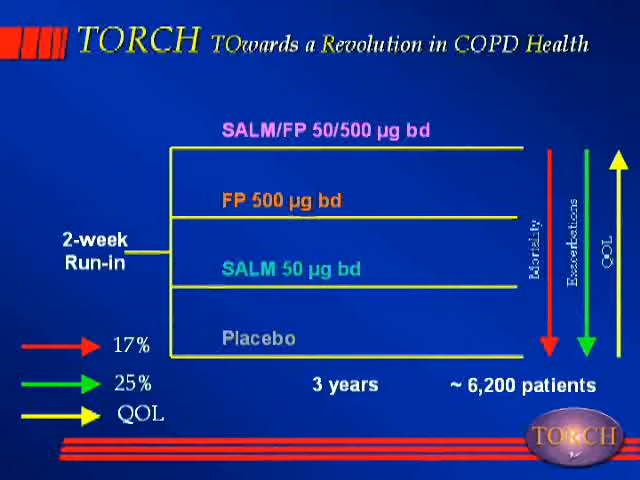 TORCH TOwards a Revolution in COPD Health
SALM/FP 50/500 µg bd
FP 500 µg bd
2-week
Run-in
SALM 50 µg bd
Placebo
Mortality
Exacerbations
QOL
17%
25%
QOL
3 years
~ 6,200 patients
TORCH